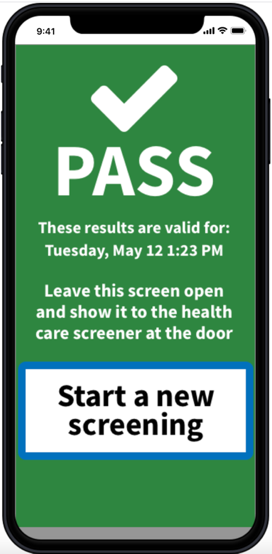 9:41
PASS
These results are valid for:
Tuesday, May 12 1:23 PM
Leave this screen open
and show it to the health
care screener at the door
Start a new
screening